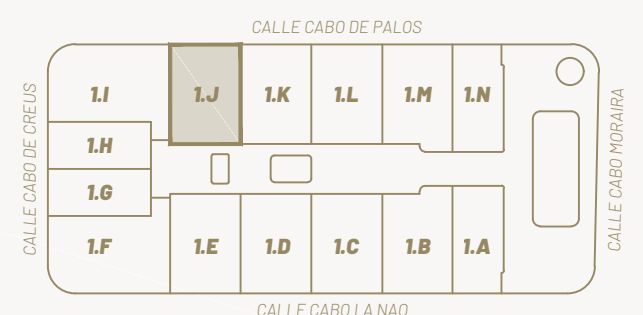 CALLE CABO DE PALOS
1.I 1.J 1.K 1.L 1.M 1.N
CALLE CABO DE CREUS
1.H
1.G
CALLE CABO MORAIRA
1.F 1.E 1.D 1.C 1.B 1.A
CALLE CABO LA NAO